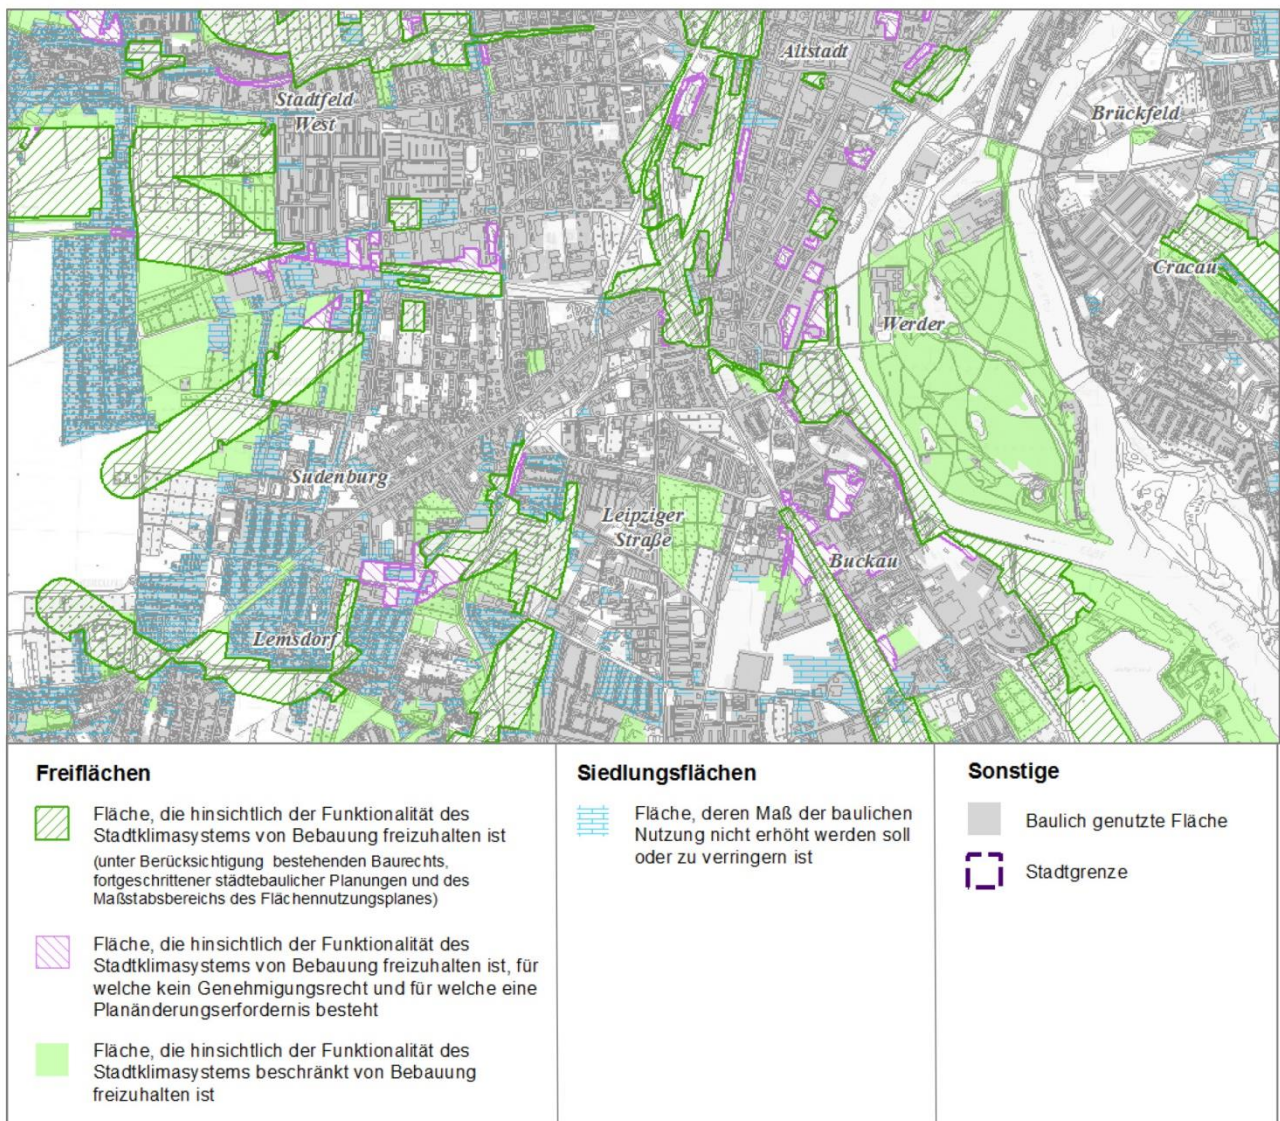 Altstadt
Stadtfeld
West
Brückfeld
Cracau
Werder
Sudenburg
Leipziger
Straße
Buckau
Lemsdorf
Freiflächen
Fläche, die hinsichtlich der Funktionalität des
Stadtklimasystems von Bebauung freizuhalten ist
(unter Berücksichtigung bestehenden Baurechts,
fortgeschrittener städtebaulicher Planungen und des
Maßstabsbereichs des Flächennutzungsplanes)
Fläche, die hinsichtlich der Funktionalität des
Stadtklimasystems von Bebauung freizuhalten ist, für
welche kein Genehmigungsrecht und für welche eine
Planänderungserfordernis besteht
Fläche, die hinsichtlich der Funktionalität des
Stadtklimasystems beschränkt von Bebauung
freizuhalten ist
Siedlungsflächen
Fläche, deren Maß der baulichen
Nutzung nicht erhöht werden soll
oder zu verringern ist
Sonstige
Baulich genutzte Fläche
Stadtgrenze